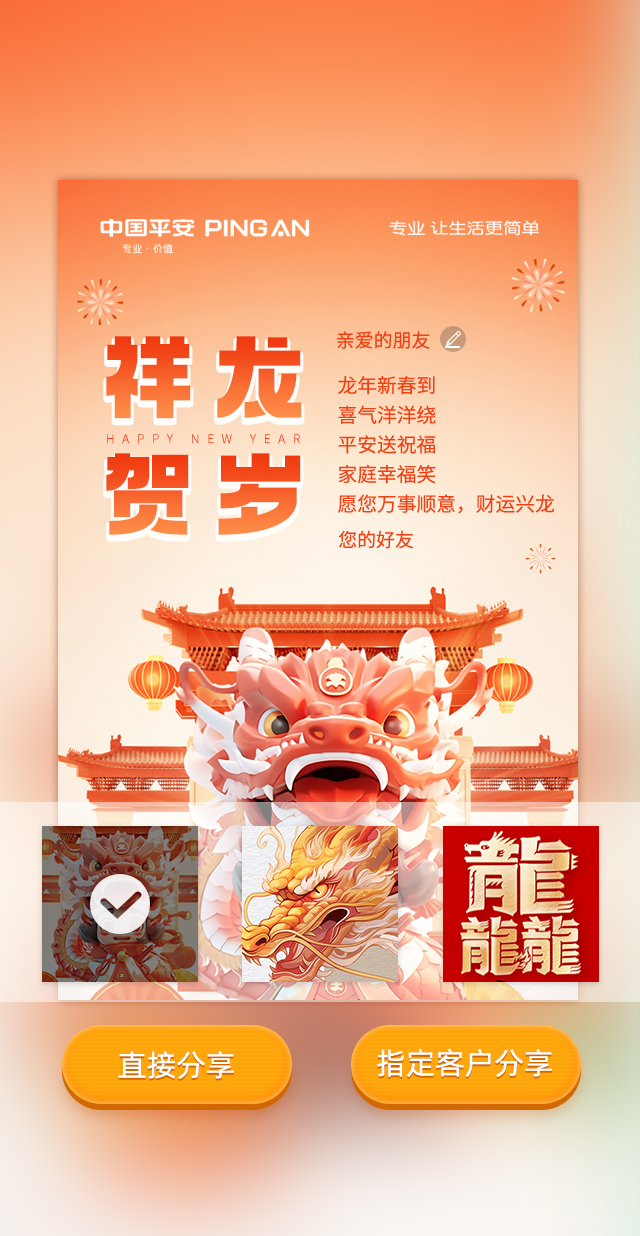 中国平安 PING AN
专业·价值
专业 让生活更简单
祥龙
HAPPY NEW YEAR
贺岁
亲爱的朋友
龙年新春到
喜气洋洋绕
平安送祝福
家庭幸福笑
愿您万事顺意，财运兴龙
您的好友
龍
龍龍
直接分享
指定客户分享